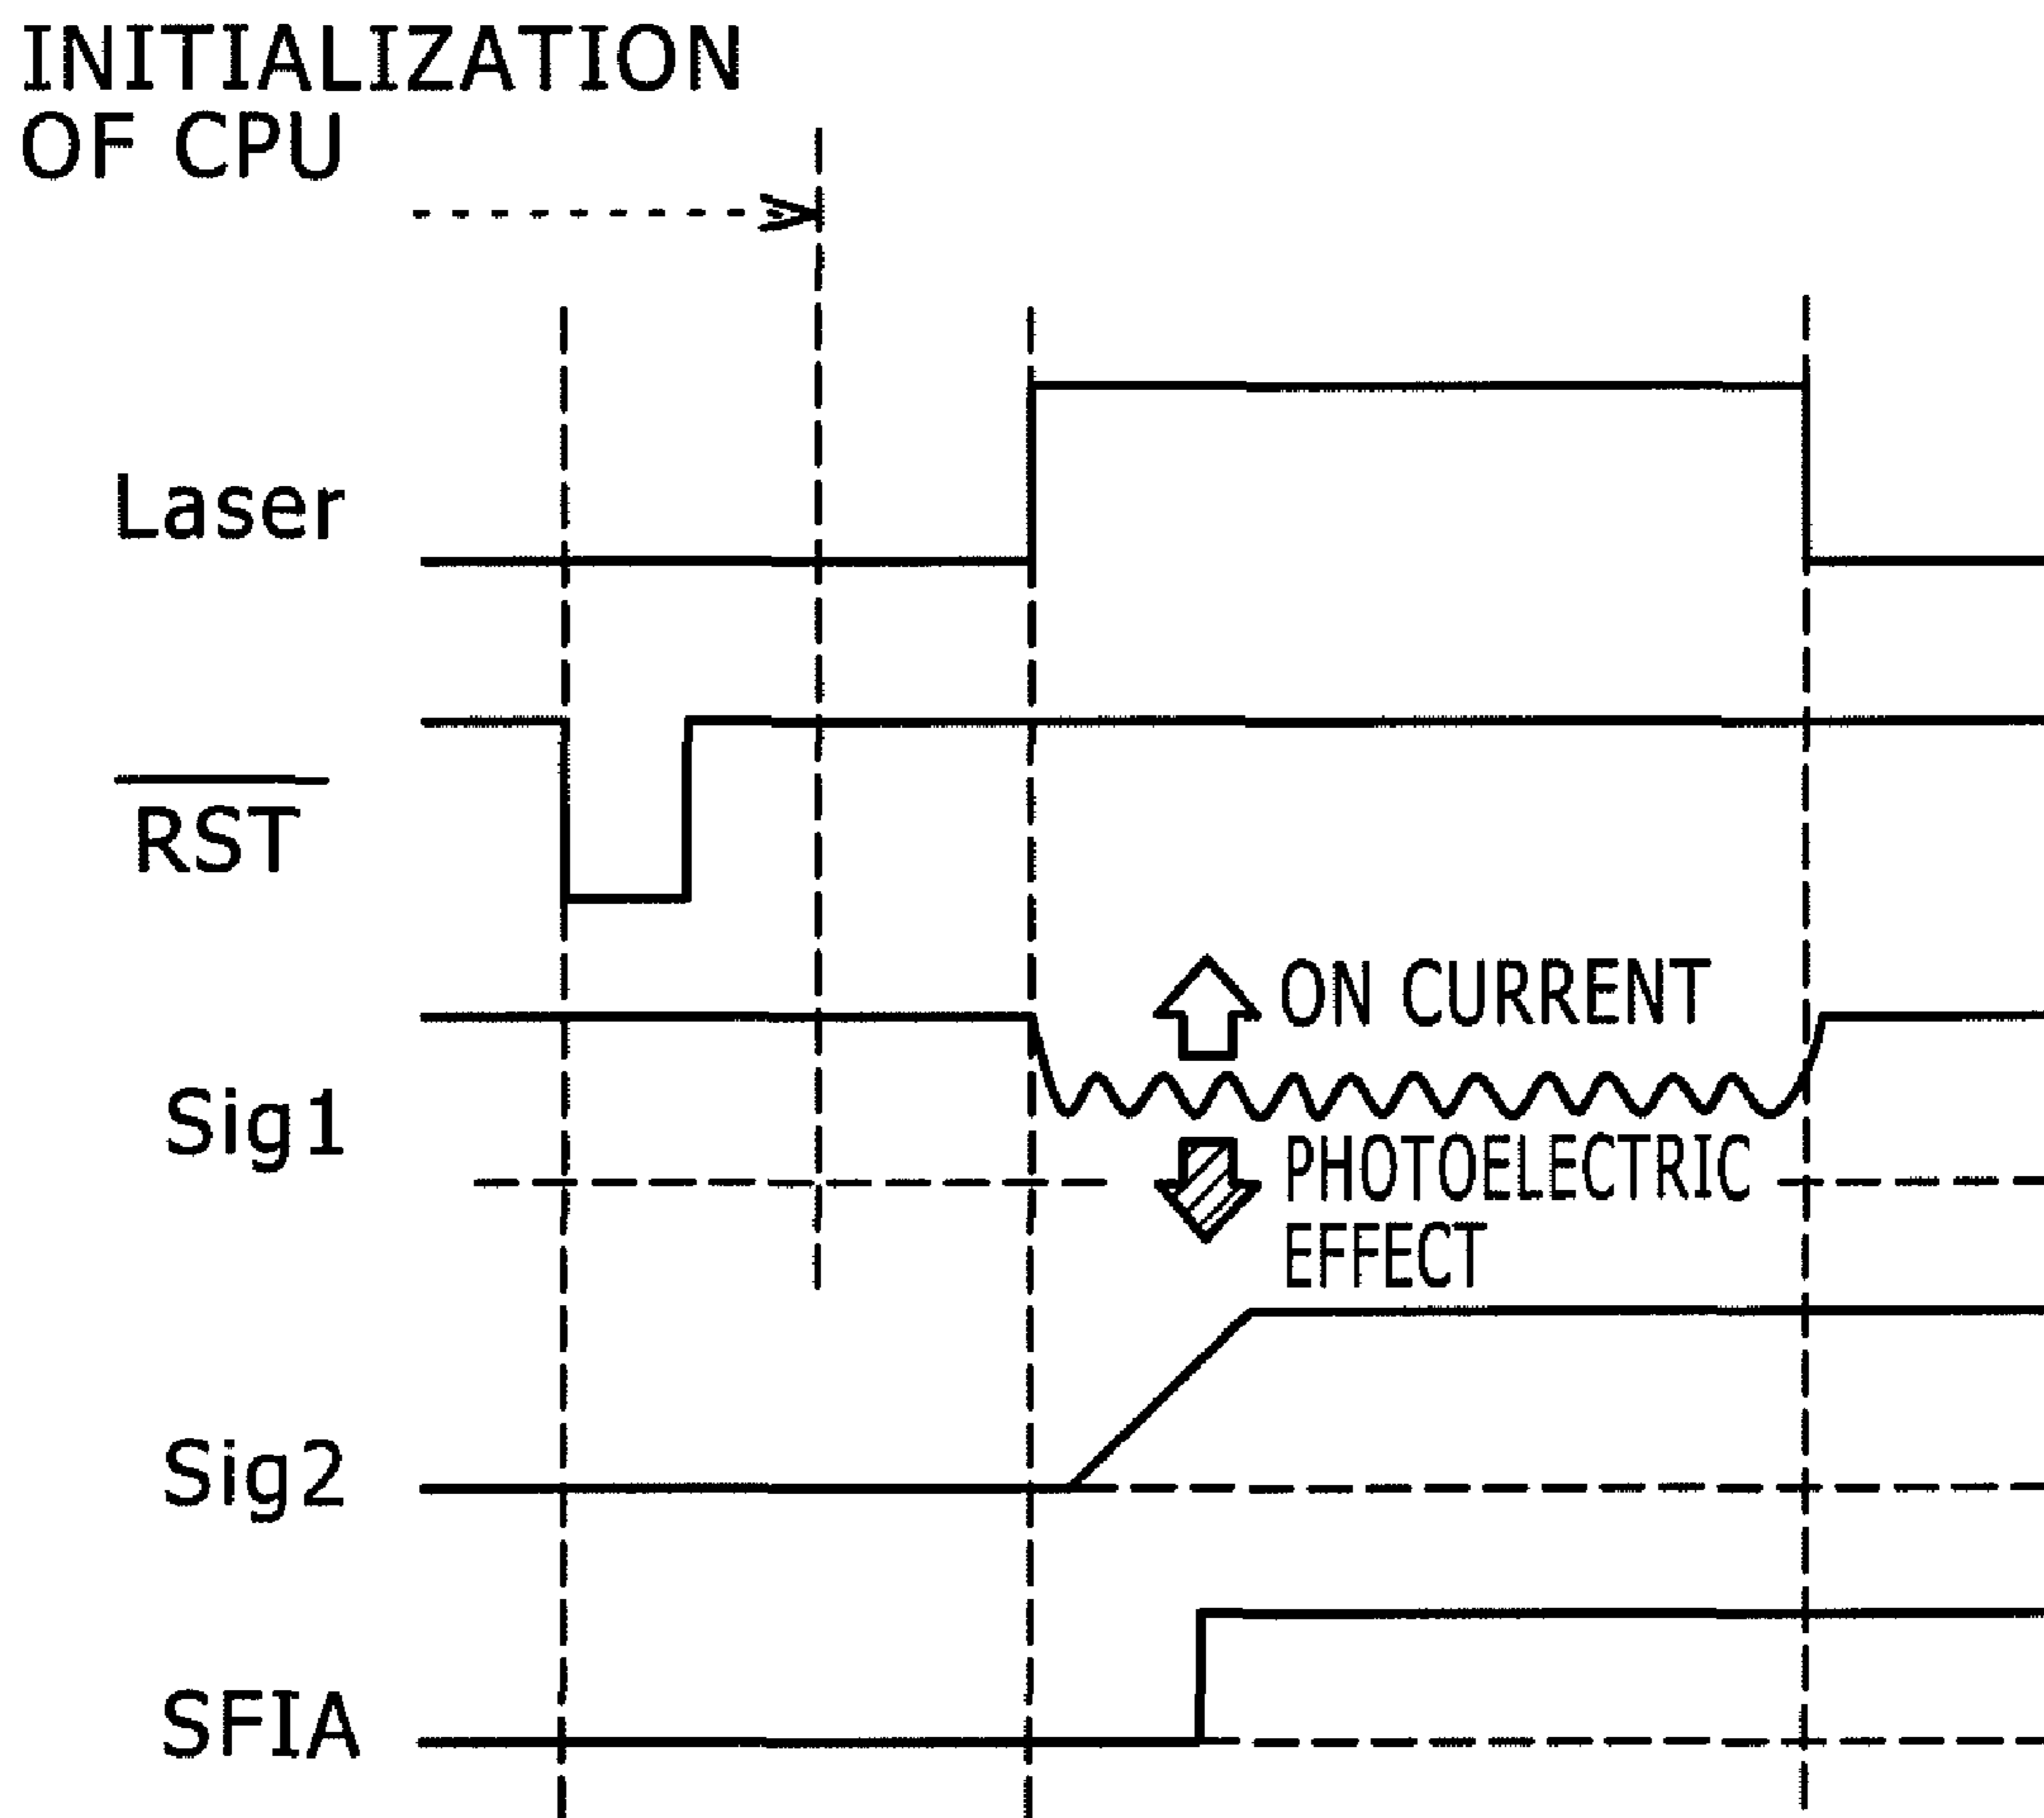 INITIALIZATION
OF CPU
Laser
RST
ON CURRENT
Sig1
PHOTOELECTRIC
EFFECT
Sig2
SFIA